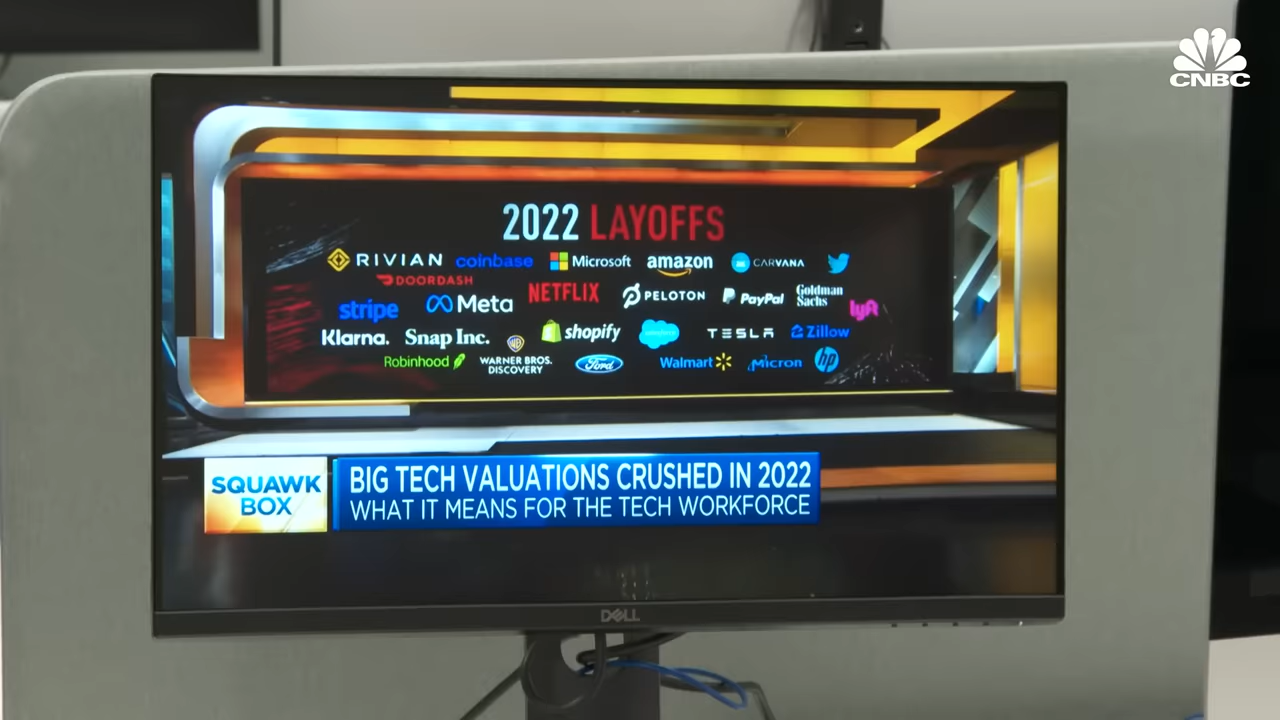 CNBC
2022 LAYOFFS
RIVIAN coinbase Microsoft amazon CARVANA
DOORDASH
stripe Meta NETFLIX PELOTON PayPal Goldman Sachs lyft
Klarna. Snap Inc. WB shopify salesforce TESLA Zillow
Robinhood WARNER BROS. DISCOVERY Ford Walmart Micron hp
SQUAWK BOX
BIG TECH VALUATIONS CRUSHED IN 2022
WHAT IT MEANS FOR THE TECH WORKFORCE
DELL